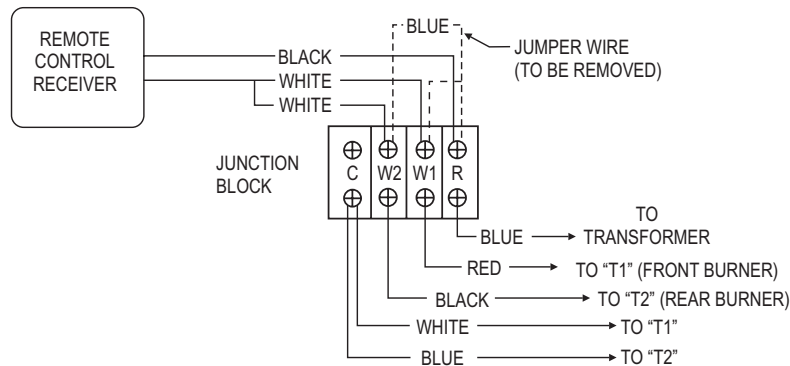 REMOTE
CONTROL
RECEIVER
BLUE
JUMPER WIRE
(TO BE REMOVED)
BLACK
WHITE
WHITE
JUNCTION
BLOCK
C W2 W1 R
BLUE
TO
TRANSFORMER
RED
TO “T1” (FRONT BURNER)
BLACK
TO “T2” (REAR BURNER)
WHITE
TO “T1”
BLUE
TO “T2”